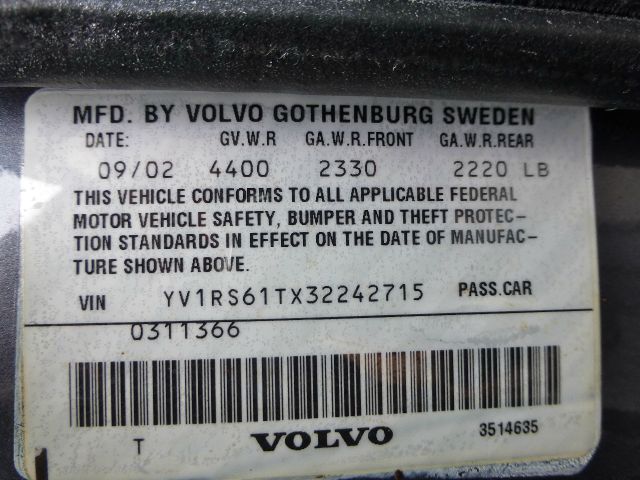 MFD. BY VOLVO GOTHENBURG SWEDEN
DATE: GV.W.R GA.W.R.FRONT GA.W.R.REAR
09/02 4400 2330 2220 LB
THIS VEHICLE CONFORMS TO ALL APPLICABLE FEDERAL
MOTOR VEHICLE SAFETY, BUMPER AND THEFT PROTEC-
TION STANDARDS IN EFFECT ON THE DATE OF MANUFAC-
TURE SHOWN ABOVE.
VIN YV1RS61TX32242715 PASS.CAR
0311366
T VOLVO 3514635